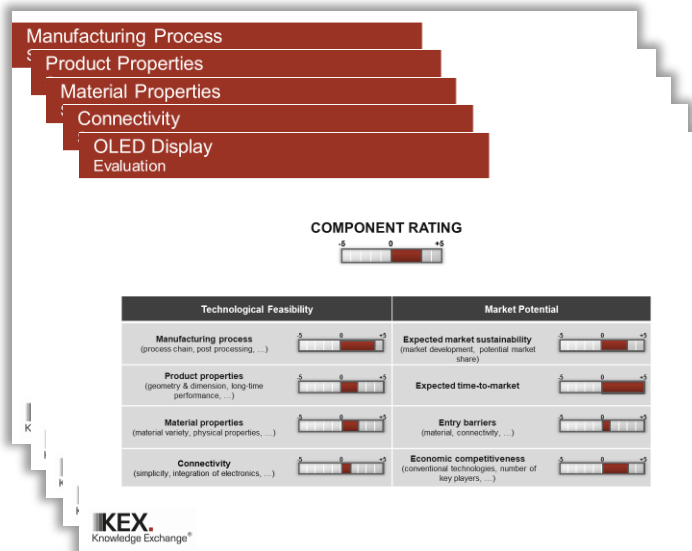 Manufacturing Process
S
Product Properties
Material Properties
Connectivity
OLED Display
Evaluation
COMPONENT RATING
-5 0 +5
Technological Feasibility Market Potential
Manufacturing process
(process chain, post processing, …)
-5 0 +5
Expected market sustainability
(market development, potential market
share)
-5 0 +5
Product properties
(geometry & dimension, long-time
performance, …)
-5 0 +5
Expected time-to-market
-5 0 +5
Material properties
(material variety, physical properties, …)
-5 0 +5
Entry barriers
(material, connectivity, …)
-5 0 +5
Connectivity
(simplicity, integration of electronics, …)
-5 0 +5
Economic competitiveness
(conventional technologies, number of
key players, …)
-5 0 +5
K
KEX.
Knowledge Exchange®